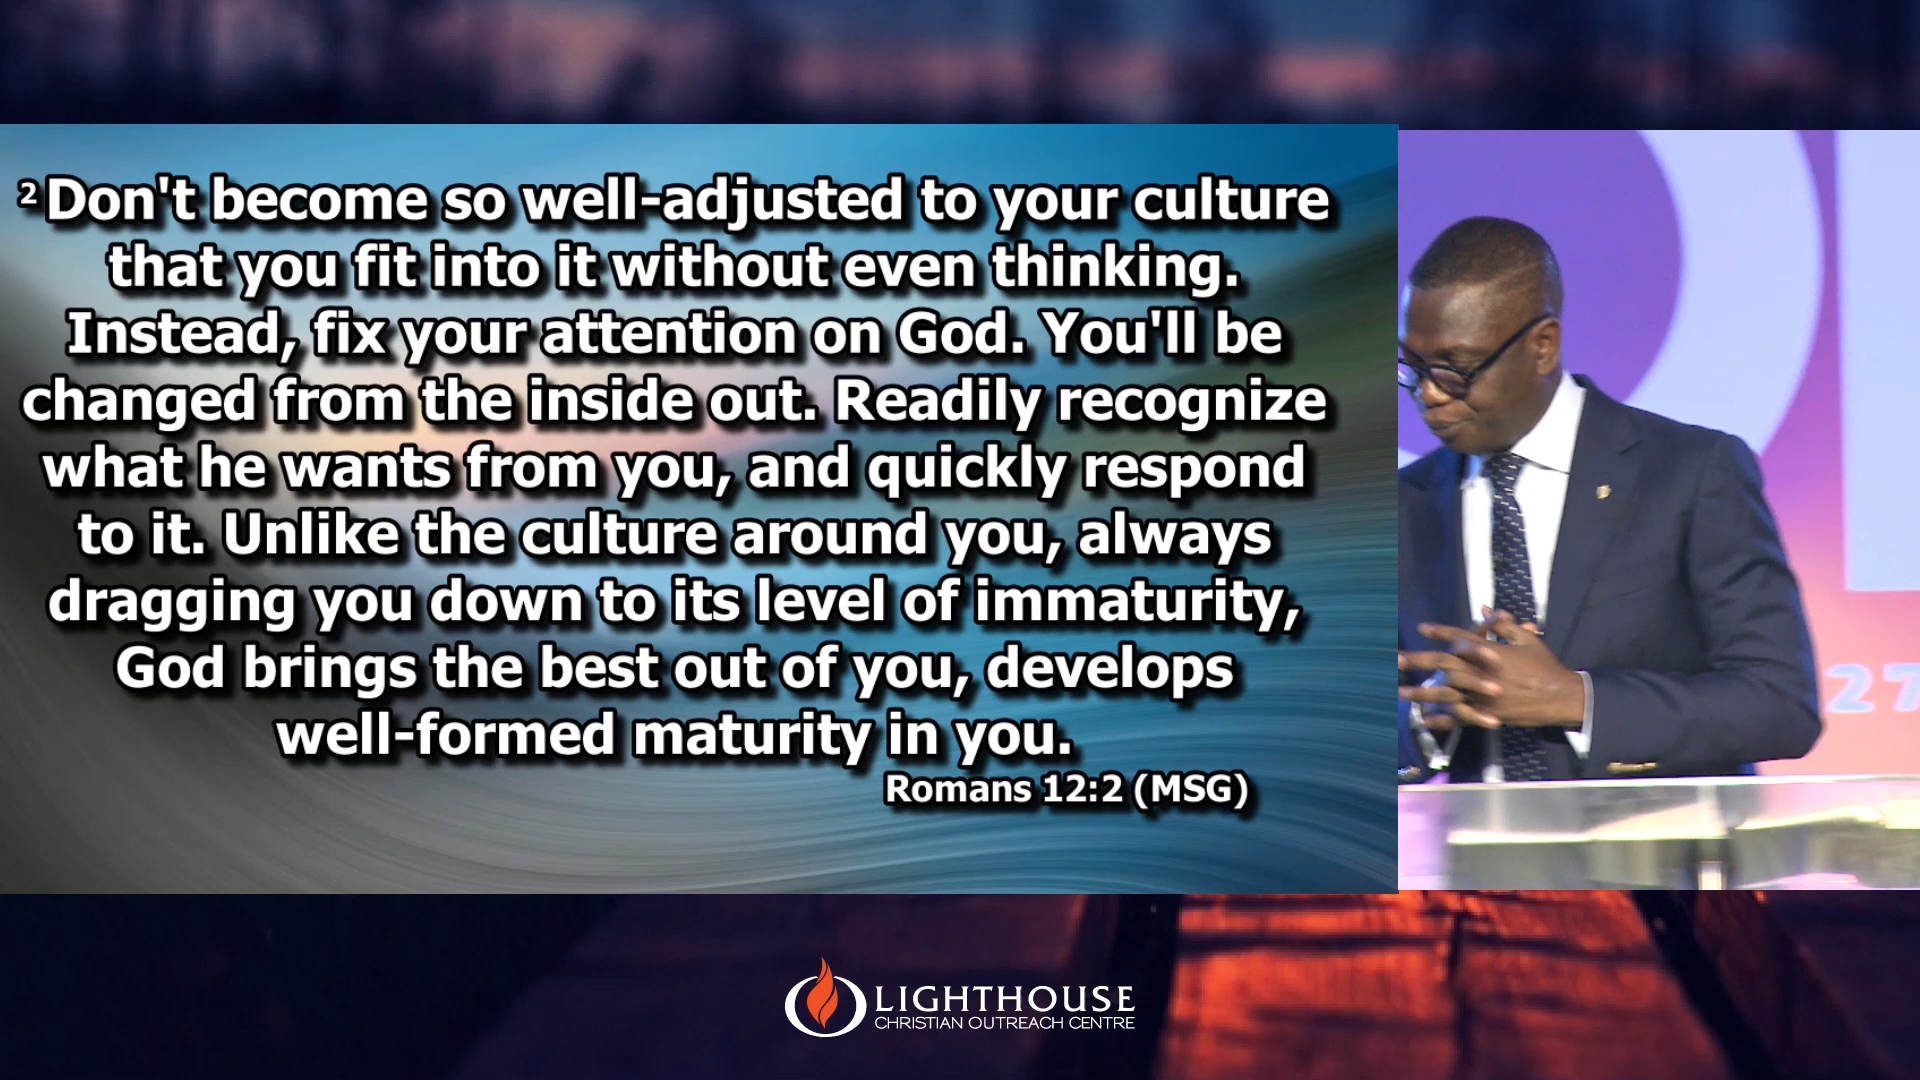 2 Don't become so well-adjusted to your culture
that you fit into it without even thinking.
Instead, fix your attention on God. You'll be
changed from the inside out. Readily recognize
what he wants from you, and quickly respond
to it. Unlike the culture around you, always
dragging you down to its level of immaturity,
God brings the best out of you, develops
well-formed maturity in you.
Romans 12:2 (MSG)
27
LIGHTHOUSE
CHRISTIAN OUTREACH CENTRE